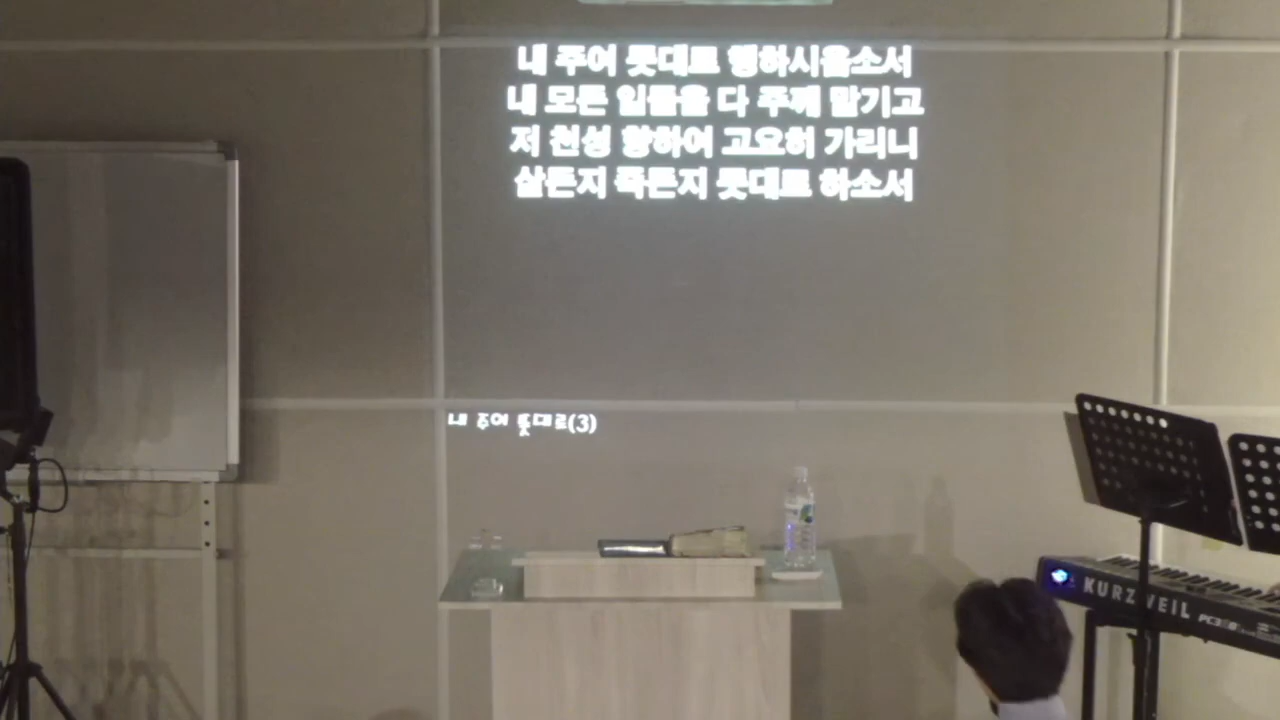 내 주여 뜻대로 행하시옵소서
내 모든 일들을 다 주께 맡기고
저 천성 향하여 고요히 가리니
살든지 죽든지 뜻대로 하소서
내 주여 뜻대로(3)
KURZWEIL